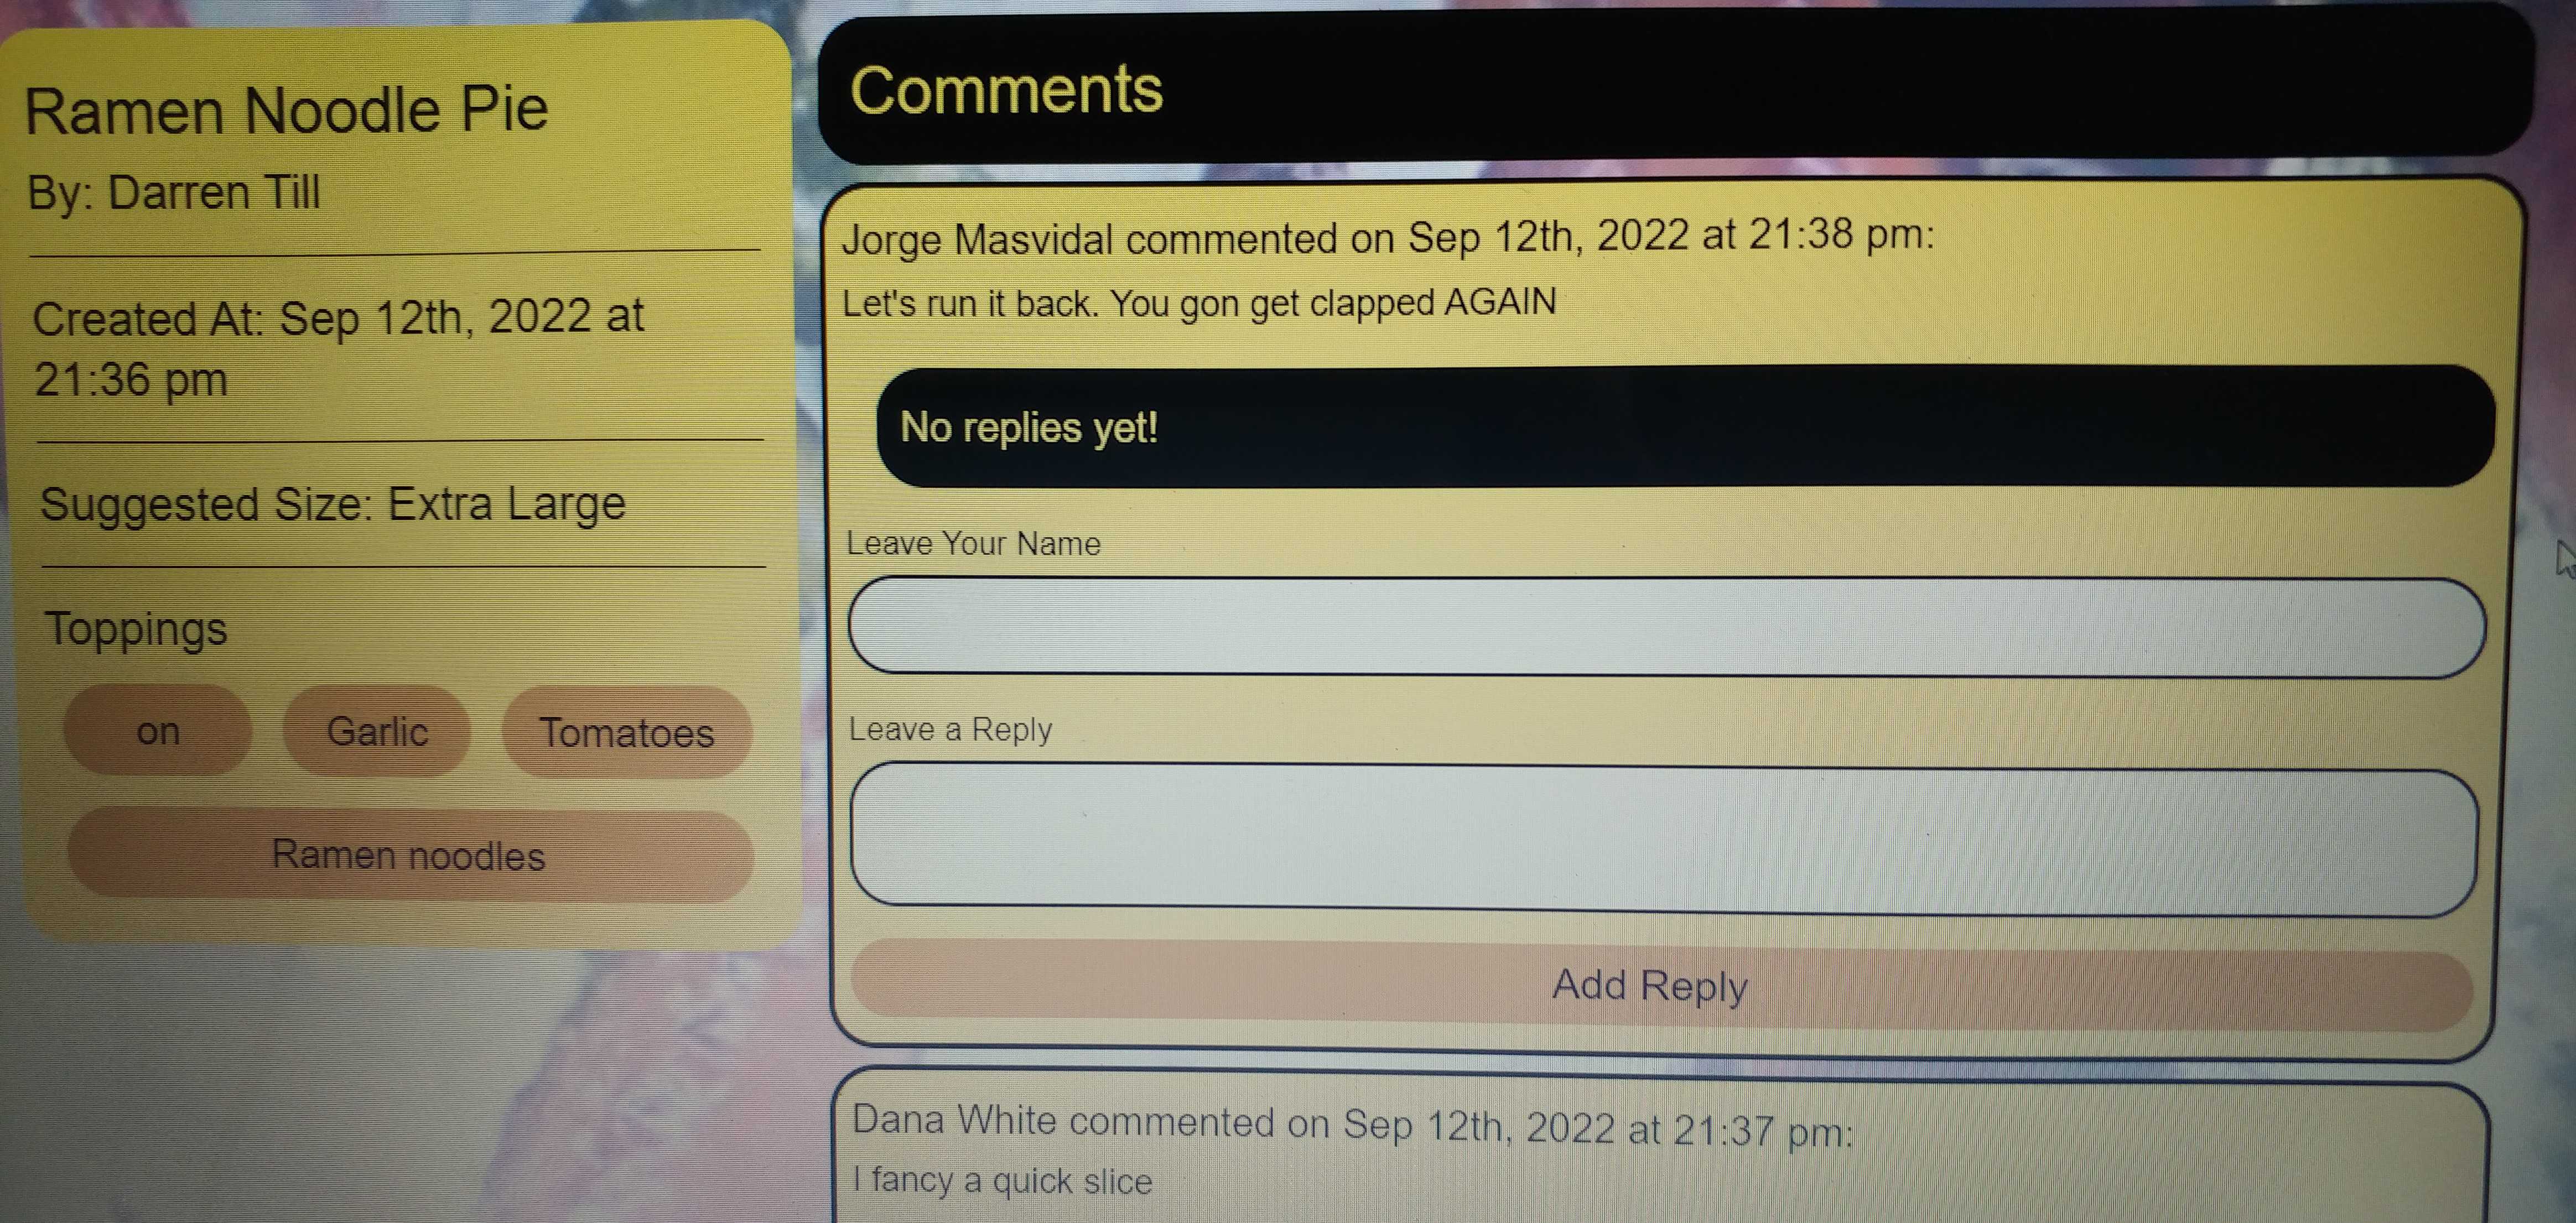 Ramen Noodle Pie
By: Darren Till
Created At: Sep 12th, 2022 at
21:36 pm
Suggested Size: Extra Large
Toppings
on
Garlic
Tomatoes
Ramen noodles
Comments
Jorge Masvidal commented on Sep 12th, 2022 at 21:38 pm:
Let's run it back. You gon get clapped AGAIN
No replies yet!
Leave Your Name
Leave a Reply
Add Reply
Dana White commented on Sep 12th, 2022 at 21:37 pm:
I fancy a quick slice